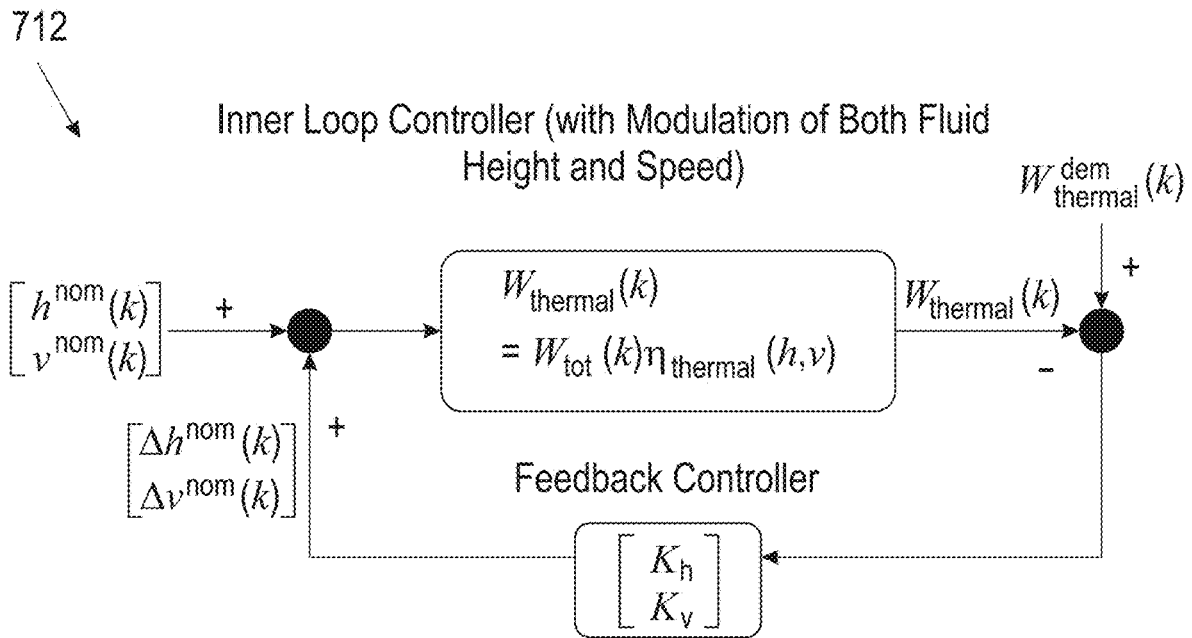 712
Inner Loop Controller (with Modulation of Both Fluid
Height and Speed)
W^dem_thermal(k)
+
[h^nom(k)
v^nom(k)]
+
W_thermal(k)
= W_tot (k)η_thermal (h,v)
W_thermal(k)
-
[Δh^nom(k)
Δv^nom(k)]
+
Feedback Controller
[K_h
K_v]